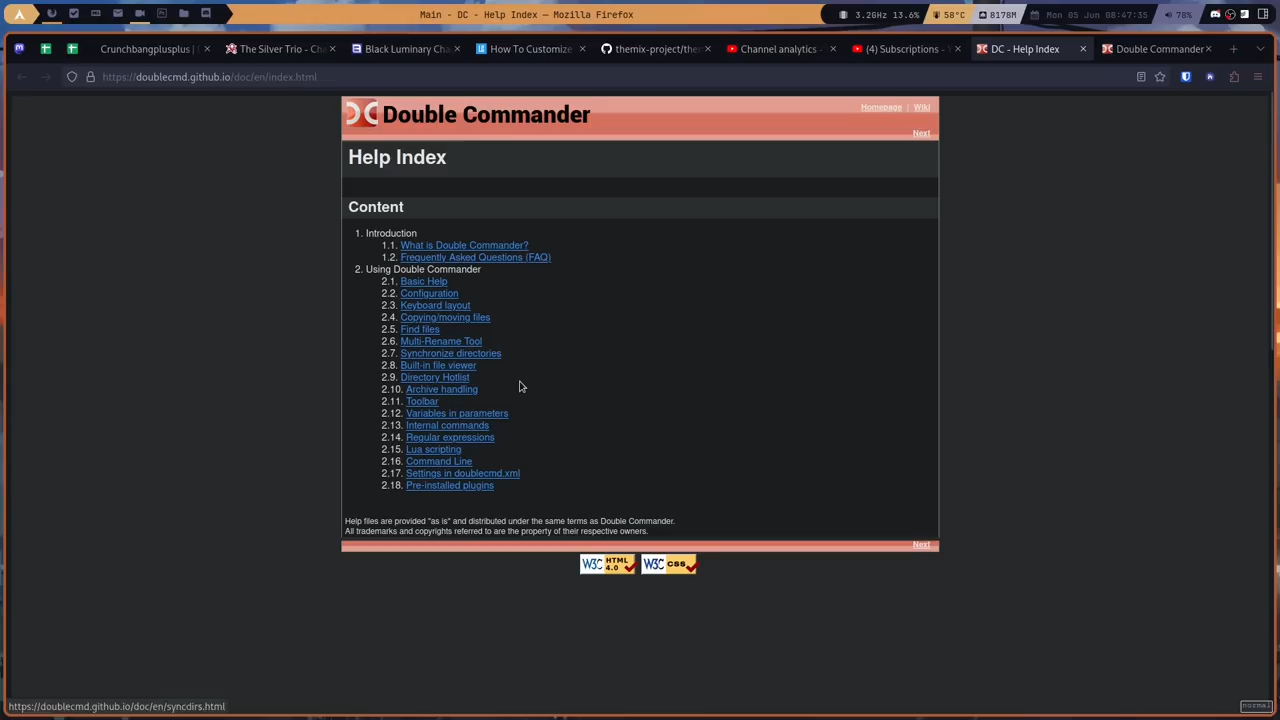 Main - DC - Help Index — Mozilla Firefox
3.2GHz 13.6%
58°C
8178M
Mon 05 Jun 08:47:35
78%
Crunchbangplusplus |
The Silver Trio - Cha
Black Luminary Cha
How To Customize
themix-project/ther
Channel analytics -
(4) Subscriptions - Y
DC - Help Index
Double Commander
https://doublecmd.github.io/doc/en/index.html
DC Double Commander
Homepage | Wiki
Next
Help Index
Content
1. Introduction
1.1. What is Double Commander?
1.2. Frequently Asked Questions (FAQ)
2. Using Double Commander
2.1. Basic Help
2.2. Configuration
2.3. Keyboard layout
2.4. Copying/moving files
2.5. Find files
2.6. Multi-Rename Tool
2.7. Synchronize directories
2.8. Built-in file viewer
2.9. Directory Hotlist
2.10. Archive handling
2.11. Toolbar
2.12. Variables in parameters
2.13. Internal commands
2.14. Regular expressions
2.15. Lua scripting
2.16. Command Line
2.17. Settings in doublecmd.xml
2.18. Pre-installed plugins
Help files are provided "as is" and distributed under the same terms as Double Commander.
All trademarks and copyrights referred to are the property of their respective owners.
Next
W3C HTML 4.0
W3C CSS
https://doublecmd.github.io/doc/en/syncdirs.html
normal